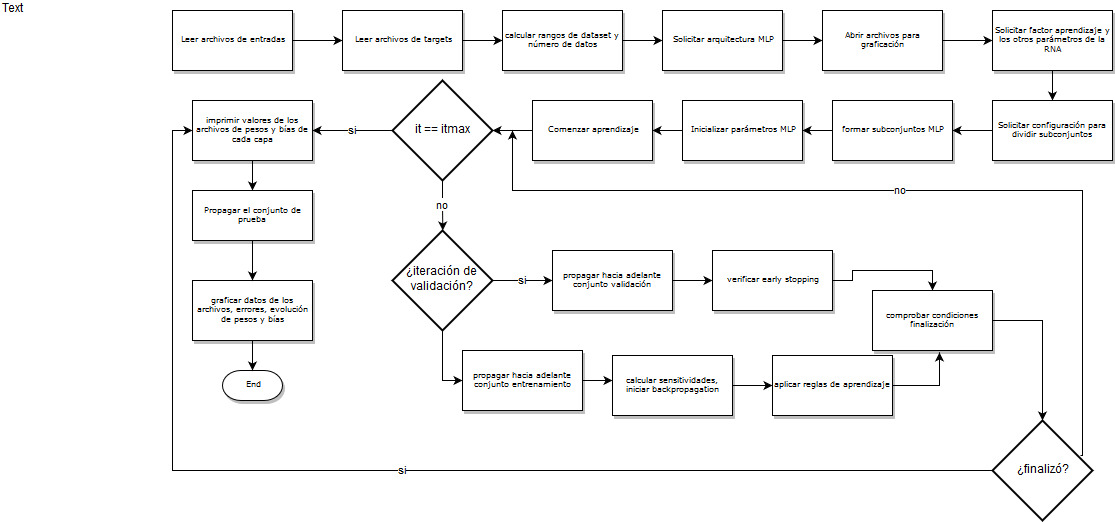 Text
Leer archivos de entradas
Leer archivos de targets
calcular rangos de dataset y
número de datos
Solicitar arquitectura MLP
Abrir archivos para
graficación
Solicitar factor aprendizaje y
los otros parámetros de la
RNA
Solicitar configuración para
dividir subconjuntos
formar subconjuntos MLP
Inicializar parámetros MLP
Comenzar aprendizaje
it == itmax
si
imprimir valores de los
archivos de pesos y bias de
cada capa
Propagar el conjunto de
prueba
graficar datos de los
archivos, errores, evolución
de pesos y bias
End
no
¿iteración de
validación?
si
propagar hacia adelante
conjunto validación
verificar early stopping
propagar hacia adelante
conjunto entrenamiento
calcular sensitividades,
iniciar backpropagation
aplicar reglas de aprendizaje
comprobar condiciones
finalización
¿finalizó?
no
si